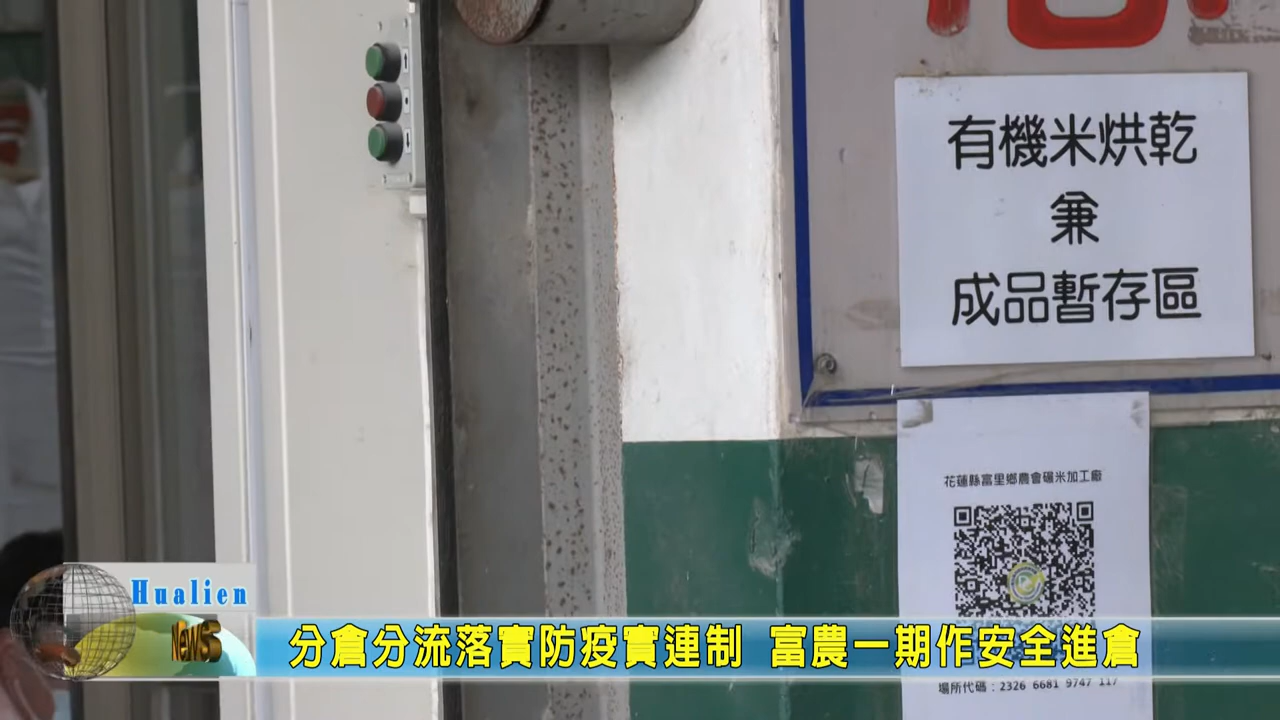 有機米烘乾
兼
成品暫存區
花蓮縣富里鄉農會碾米加工廠
Hualien
NewS
分倉分流落實防疫實連制 富農一期作安全進倉
場所代碼：2326 6681 9747 117